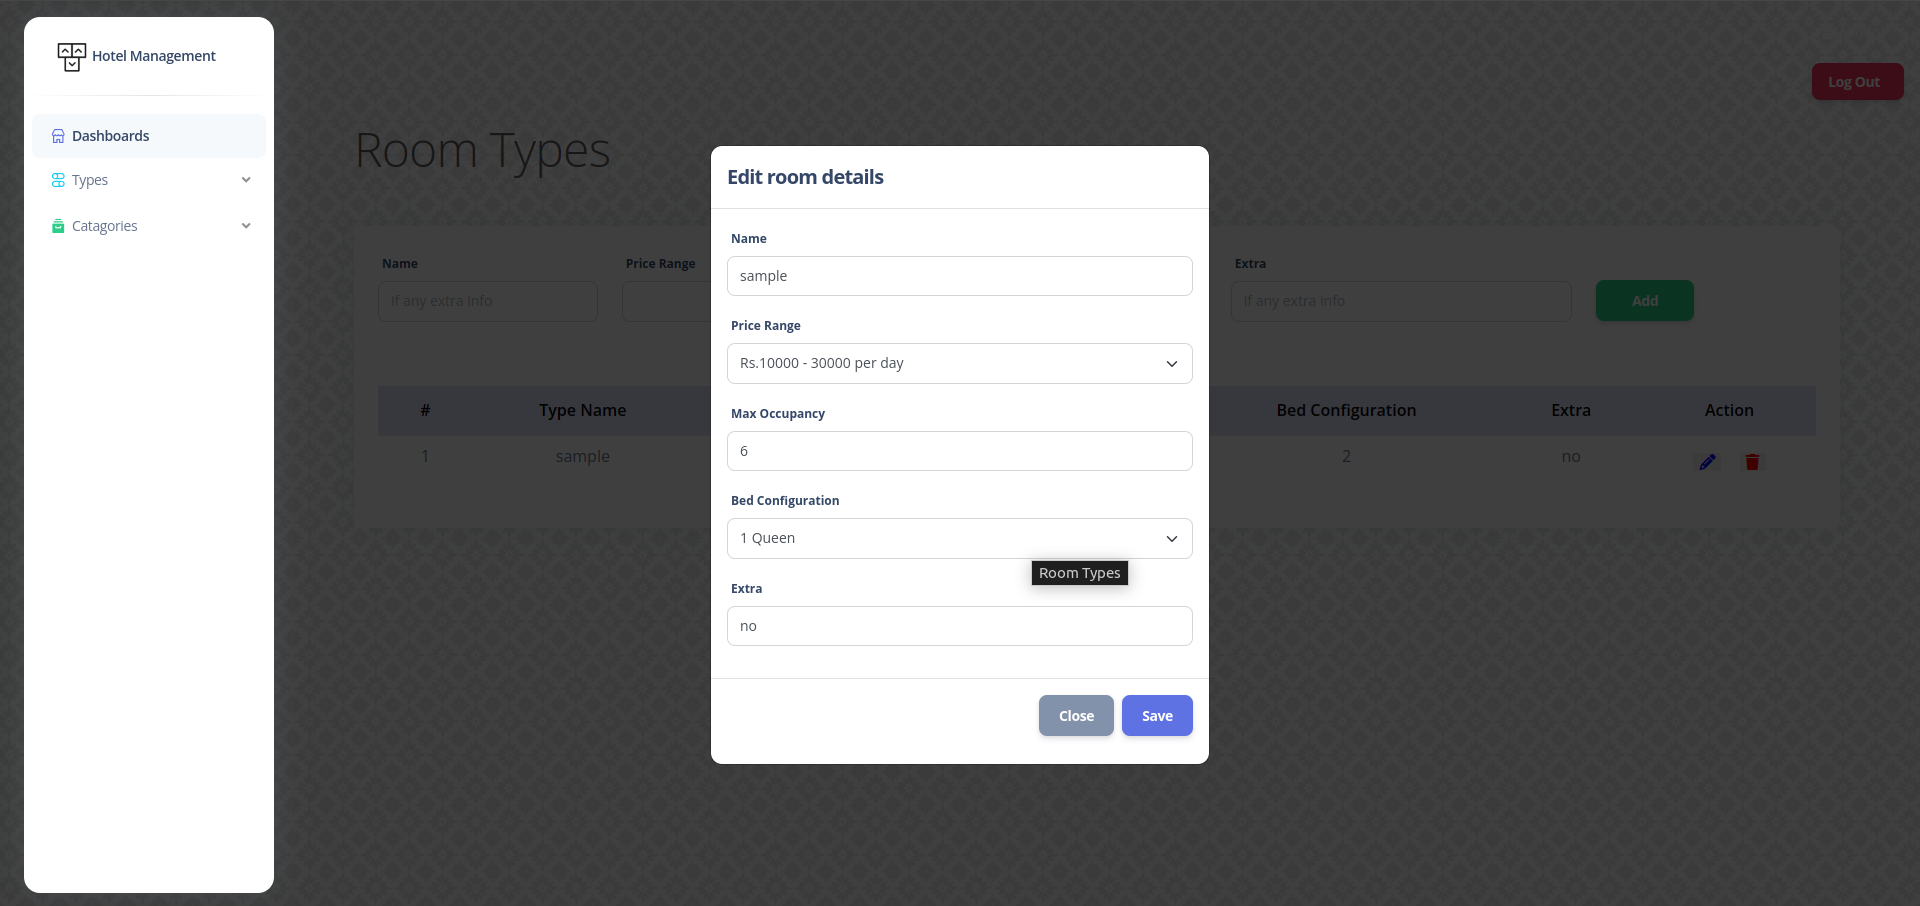 Hotel Management
Dashboards
Types
Catagories
Log Out
Room Types
Name
Price Range
Extra
If any extra info
If any extra info
Add
# Type Name Bed Configuration Extra Action
1 sample 2 no
Edit room details
Name
sample
Price Range
Rs.10000 - 30000 per day
Max Occupancy
6
Bed Configuration
1 Queen
Room Types
Extra
no
Close
Save